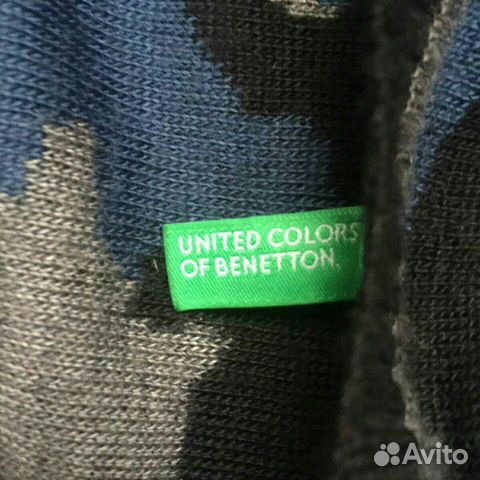 UNITED COLORS
OF BENETTON.
Avito